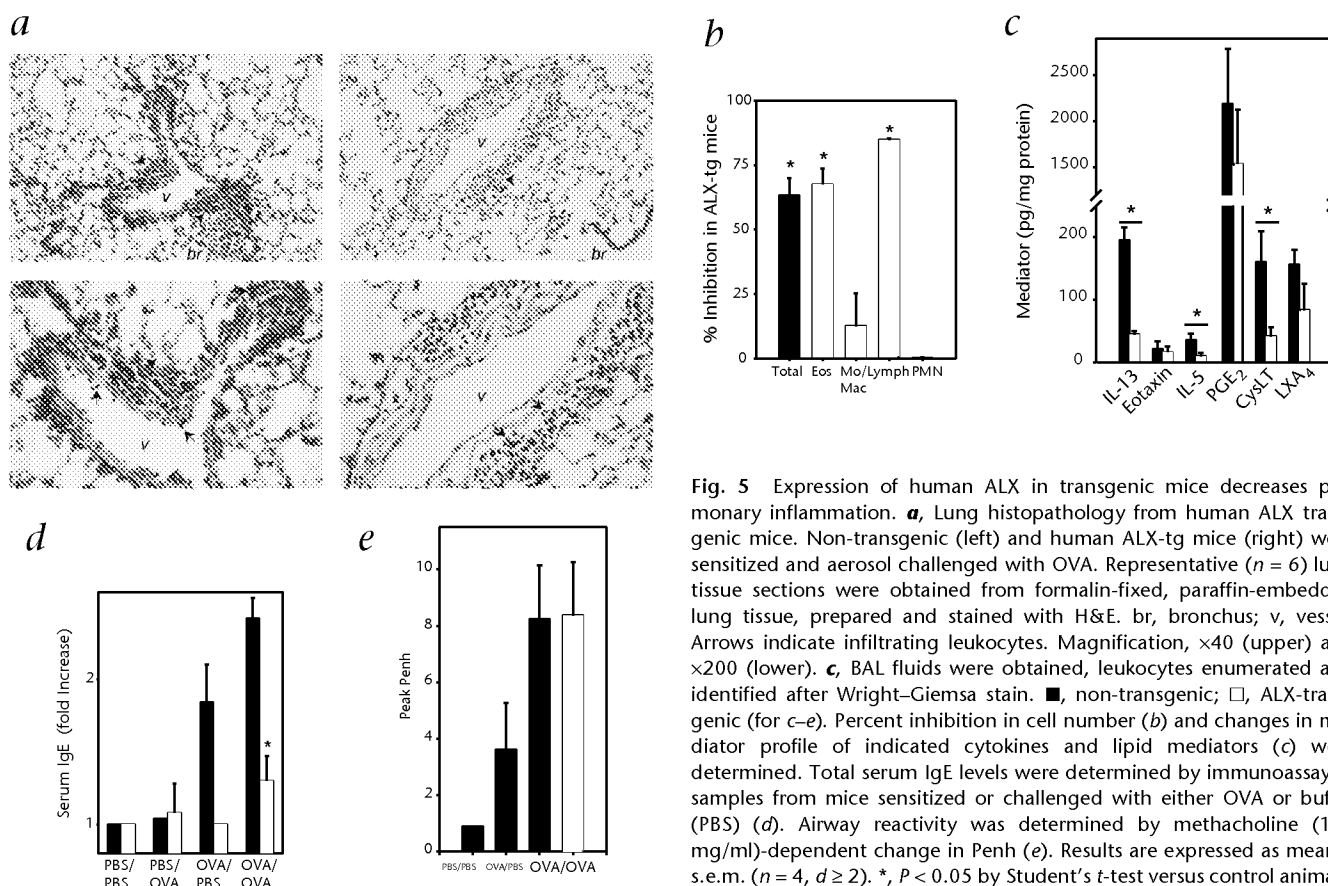 a
b
c
v
br
v
br
v
v
100
75
50
25
0
% Inhibition in ALX-tg mice
* * *
Total Eos Mo/ Lymph PMN
Mac
2500
2000
1500
200
100
0
Mediator (pg/mg protein)
* * *
IL-13 Eotaxin IL-5 PGE2 CysLT LXA4
d
e
2
1
Serum IgE (fold Increase)
*
PBS/ PBS/ OVA/ OVA/
PBS OVA PBS OVA
10
8
6
4
2
0
Peak Penh
PBS/PBS OVA/PBS OVA/OVA
Fig. 5 Expression of human ALX in transgenic mice decreases p
monary inflammation. a, Lung histopathology from human ALX tra
genic mice. Non-transgenic (left) and human ALX-tg mice (right) we
sensitized and aerosol challenged with OVA. Representative (n = 6) lu
tissue sections were obtained from formalin-fixed, paraffin-embedd
lung tissue, prepared and stained with H&E. br, bronchus; v, vess
Arrows indicate infiltrating leukocytes. Magnification, ×40 (upper) a
×200 (lower). c, BAL fluids were obtained, leukocytes enumerated a
identified after Wright–Giemsa stain. ■, non-transgenic; □, ALX-tra
genic (for c–e). Percent inhibition in cell number (b) and changes in m
diator profile of indicated cytokines and lipid mediators (c) we
determined. Total serum IgE levels were determined by immunoassay
samples from mice sensitized or challenged with either OVA or buf
(PBS) (d). Airway reactivity was determined by methacholine (1
mg/ml)-dependent change in Penh (e). Results are expressed as mean
s.e.m. (n = 4, d ≥ 2). *, P < 0.05 by Student's t-test versus control anima